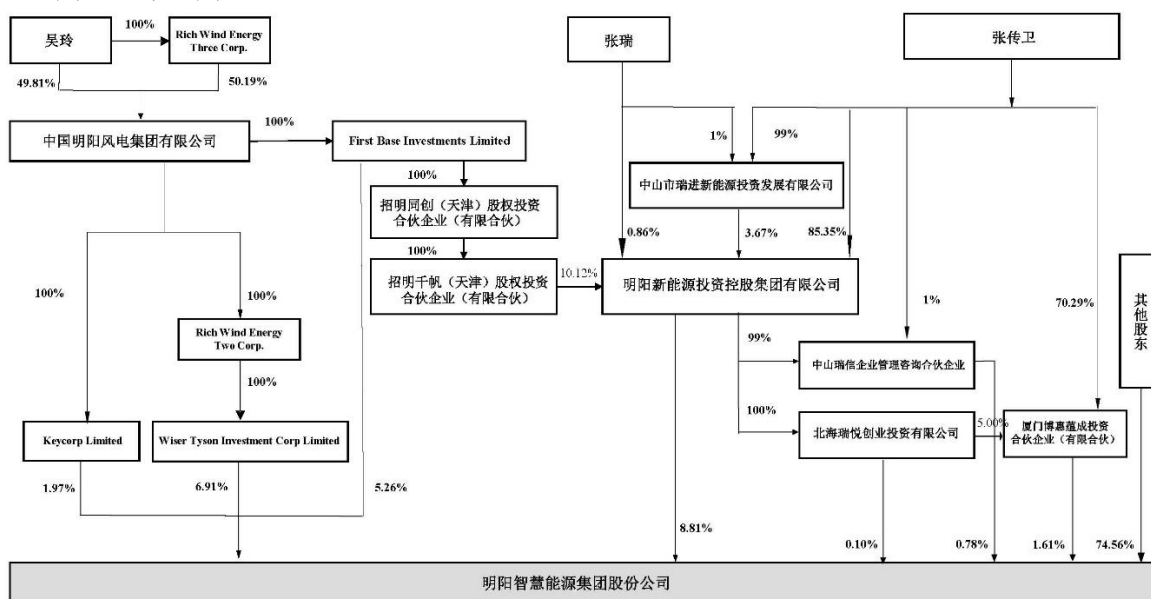 吴玲
100%
Rich Wind Energy
Three Corp.
张瑞
张传卫
49.81%
50.19%
中国明阳风电集团有限公司
100%
First Base Investments Limited
1%
99%
100%
中山市瑞进新能源投资发展有限公司
招明同创（天津）股权投资
合伙企业（有限合伙）
0.86%
3.67%
85.35%
100%
招明千帆（天津）股权投资
合伙企业（有限合伙）
10.12%
明阳新能源投资控股集团有限公司
100%
100%
1%
70.29%
其他股东
Rich Wind Energy
Two Corp.
99%
中山瑞信企业管理咨询合伙企业
100%
100%
Keycorp Limited
Wiser Tyson Investment Corp Limited
北海瑞悦创业投资有限公司
5.00%
厦门博惠蕴成投资
合伙企业（有限合伙）
1.97%
6.91%
5.26%
8.81%
0.10%
0.78%
1.61%
74.56%
明阳智慧能源集团股份公司